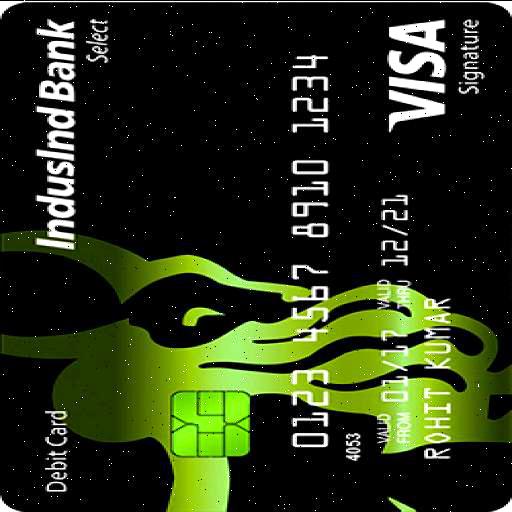 IndusInd Bank
Select
VISA
Signature
Debit Card
0123 4567 8910 1234
4053
VALID FROM 01/17 VALID THRU 12/21
ROHIT KUMAR